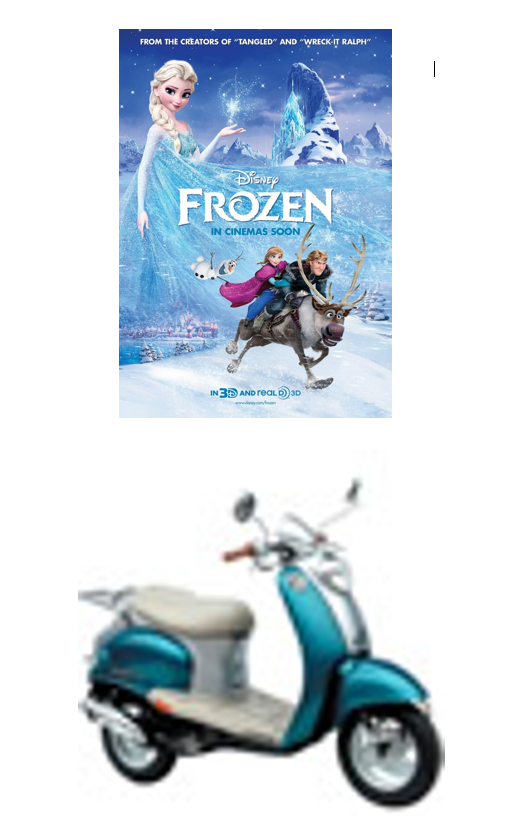 FROM THE CREATORS OF "TANGLED" AND "WRECK-IT RALPH"
DISNEY
FROZEN
IN CINEMAS SOON
IN 3D AND REAL D 3D